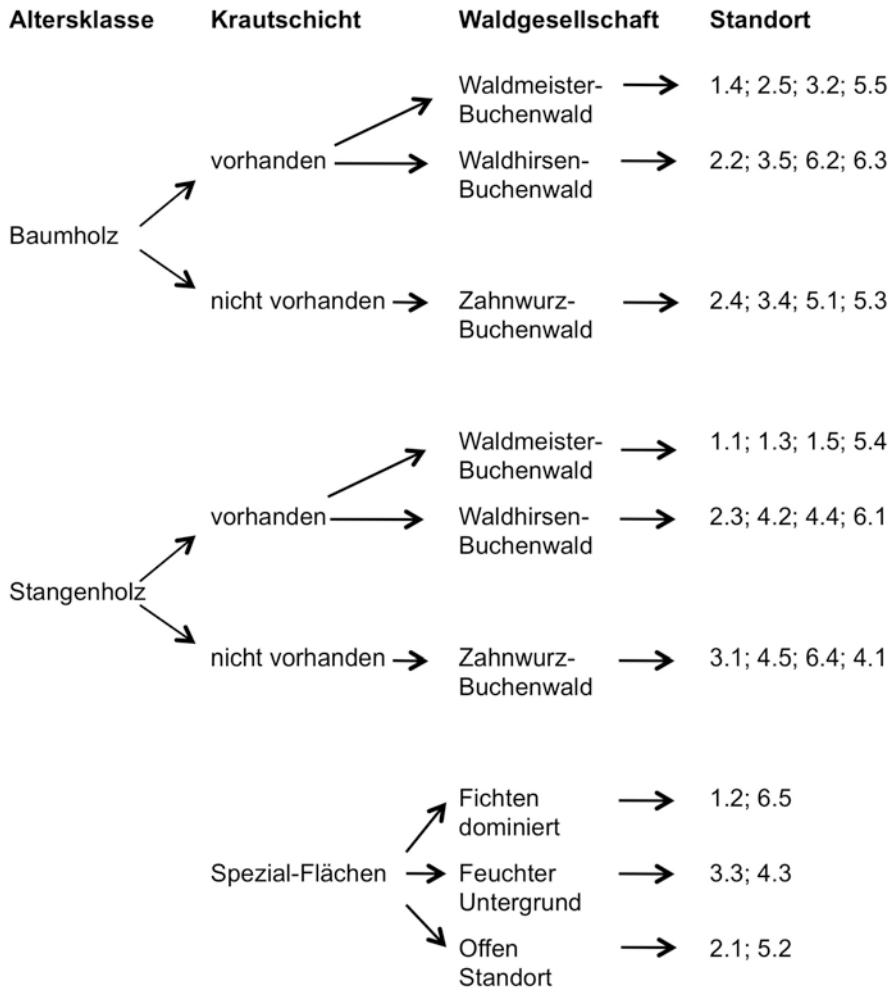 Altersklasse Krautschicht Waldgesellschaft Standort
Waldmeister- 1.4; 2.5; 3.2; 5.5
Buchenwald
vorhanden Waldhirsen- 2.2; 3.5; 6.2; 6.3
Buchenwald
Baumholz
nicht vorhanden Zahnwurz- 2.4; 3.4; 5.1; 5.3
Buchenwald
Waldmeister- 1.1; 1.3; 1.5; 5.4
Buchenwald
vorhanden Waldhirsen- 2.3; 4.2; 4.4; 6.1
Buchenwald
Stangenholz
nicht vorhanden Zahnwurz- 3.1; 4.5; 6.4; 4.1
Buchenwald
Fichten 1.2; 6.5
dominiert
Spezial-Flächen Feuchter 3.3; 4.3
Untergrund
Offen 2.1; 5.2
Standort